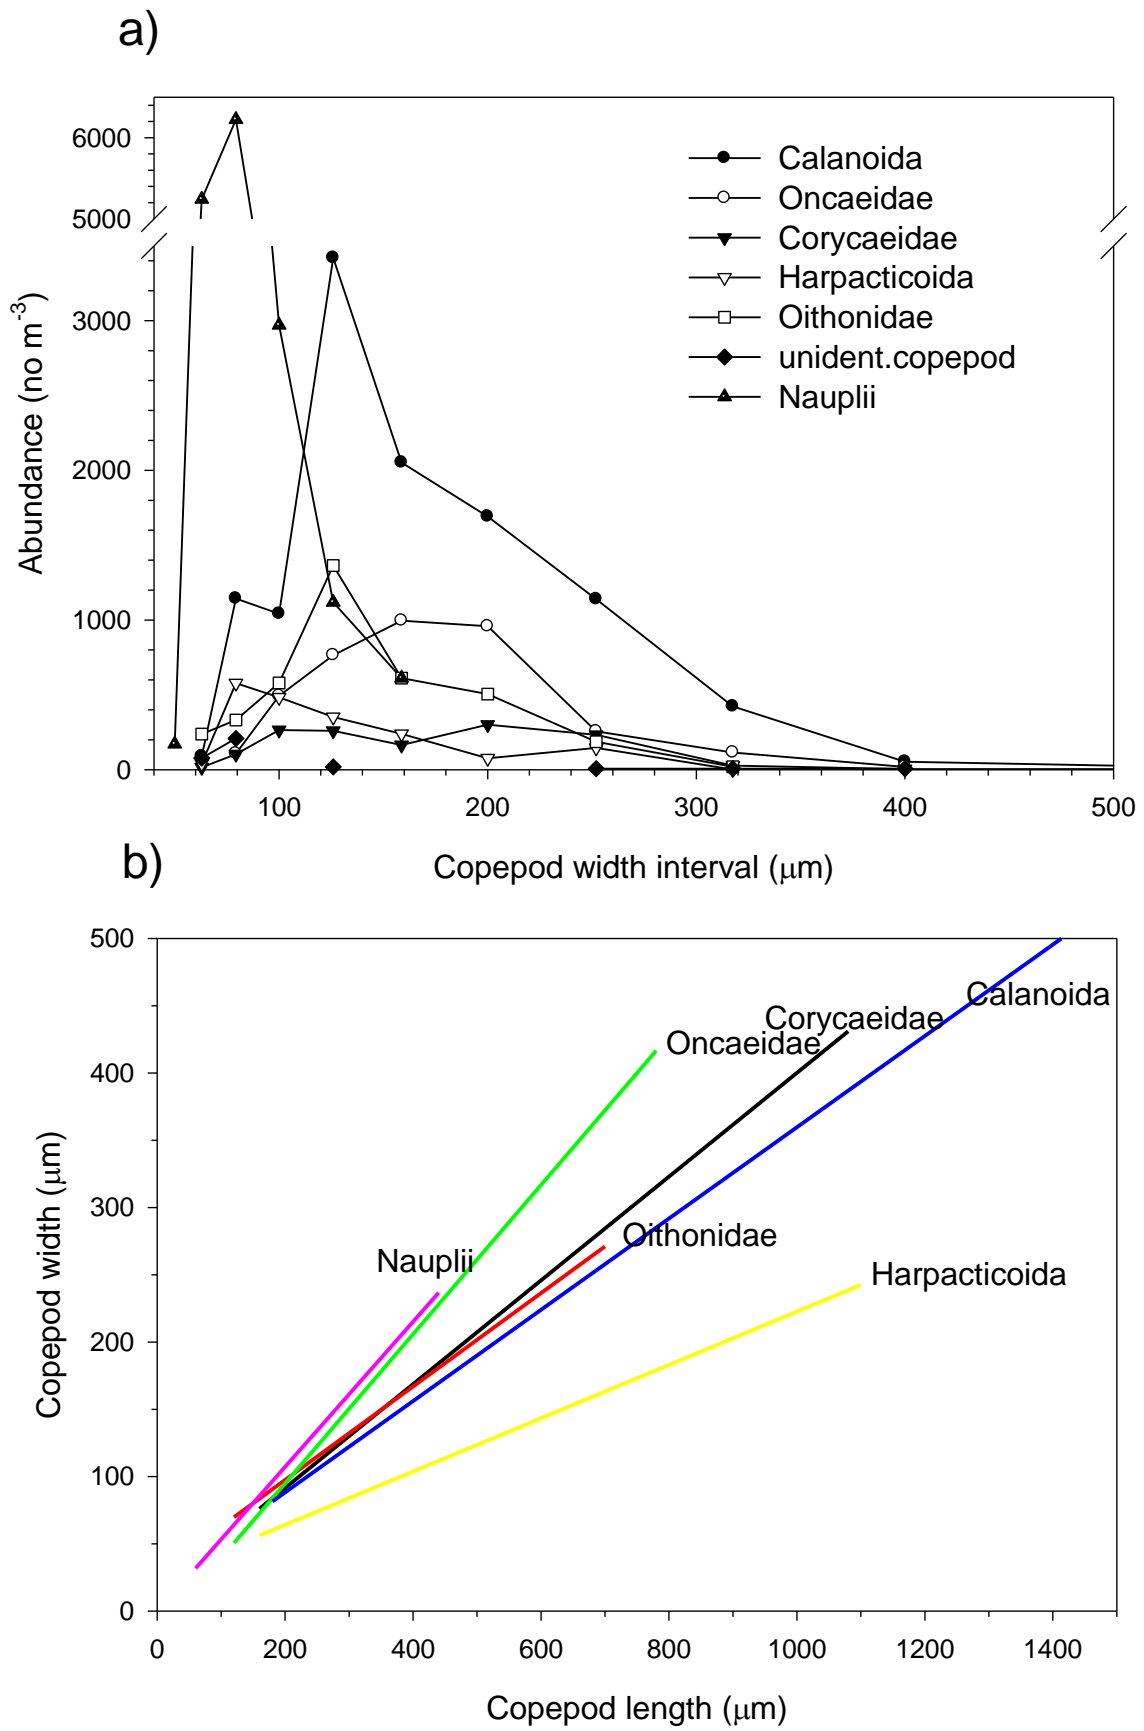 a)
6000
5000
3000
2000
1000
0
Abundance (no m⁻³)
Calanoida
Oncaeidae
Corycaeidae
Harpacticoida
Oithonidae
unident.copepod
Nauplii
100 200 300 400 500
Copepod width interval (μm)
b)
500
400
300
200
100
0
Copepod width (μm)
Calanoida
Corycaeidae
Oncaeidae
Oithonidae
Nauplii
Harpacticoida
0 200 400 600 800 1000 1200 1400
Copepod length (μm)